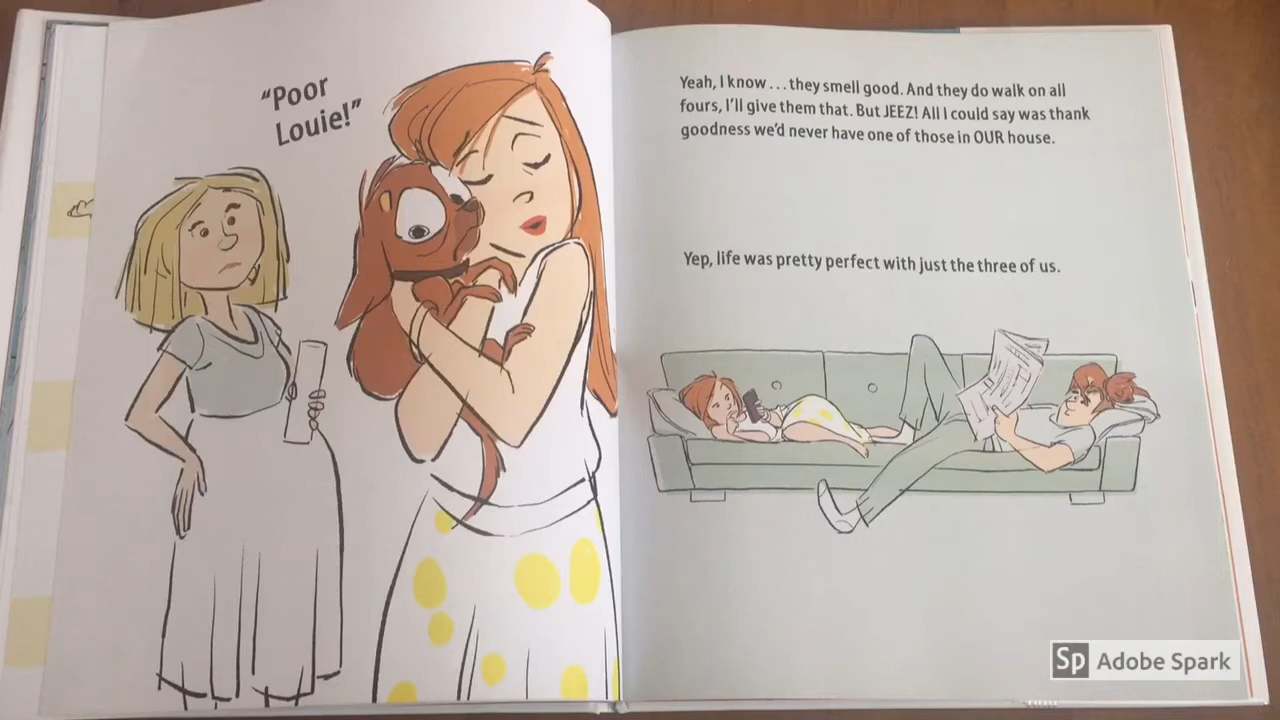 “Poor
Louie!”
Yeah, I know . . . they smell good. And they do walk on all
fours, I’ll give them that. But JEEZ! All I could say was thank
goodness we’d never have one of those in OUR house.
Yep, life was pretty perfect with just the three of us.
Sp Adobe Spark